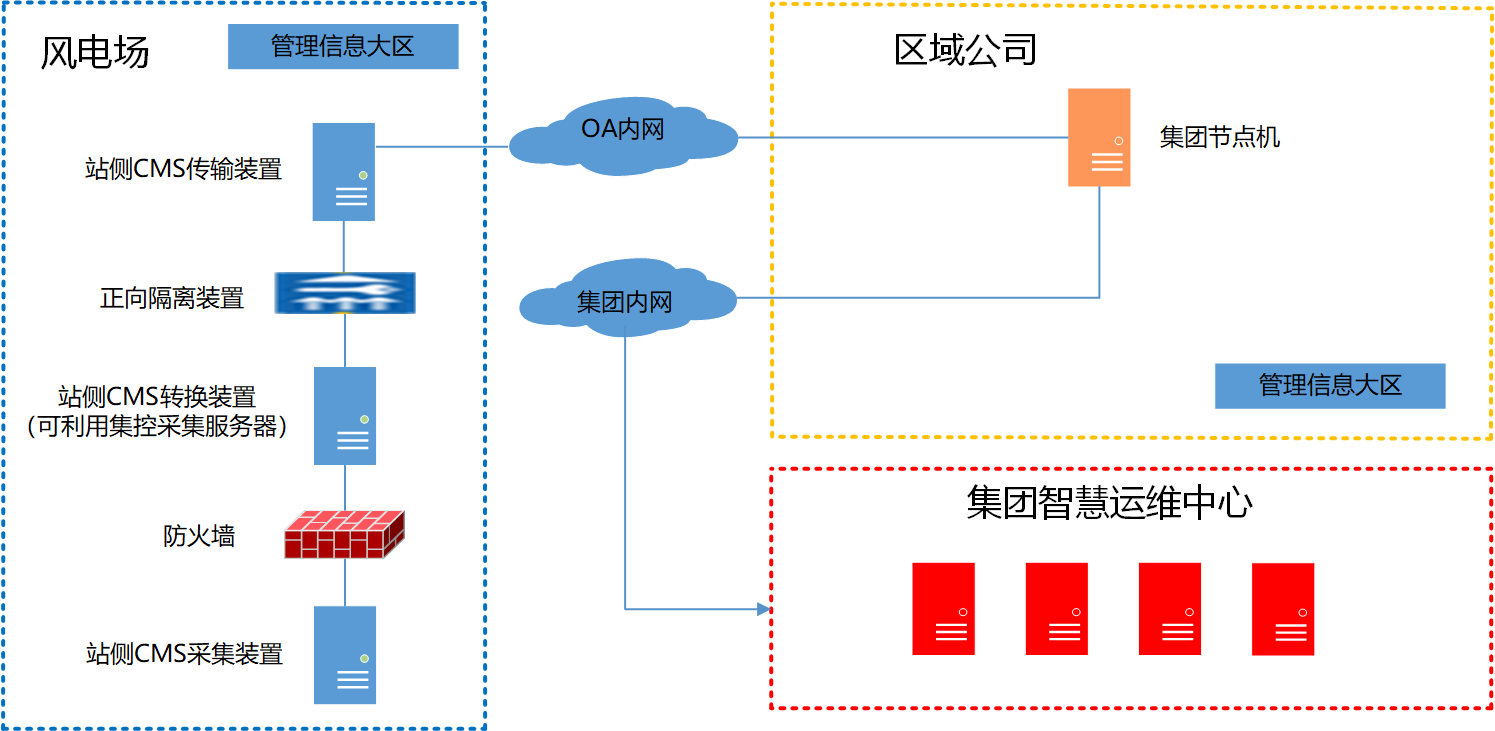 风电场
管理信息大区
站侧CMS传输装置
正向隔离装置
站侧CMS转换装置
（可利用集控采集服务器）
防火墙
站侧CMS采集装置
OA内网
集团内网
区域公司
集团节点机
管理信息大区
集团智慧运维中心